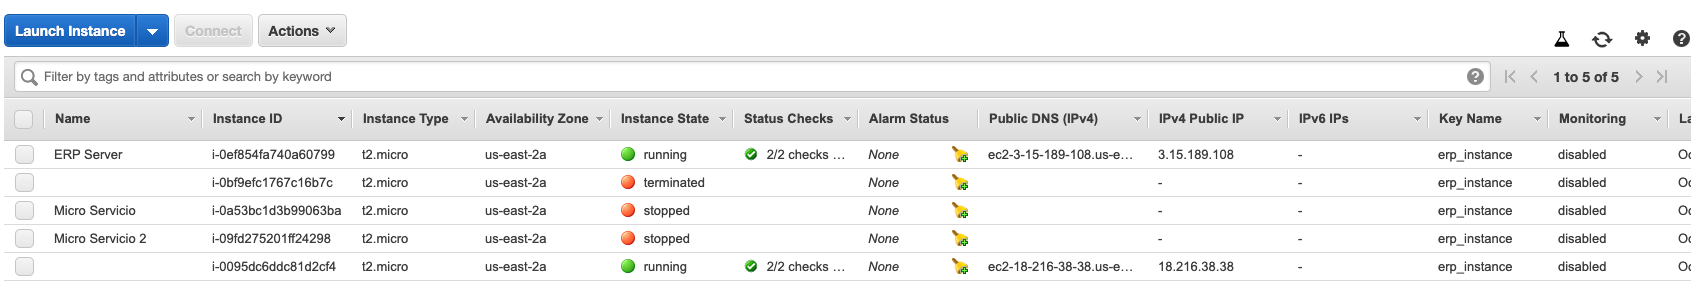 Launch Instance Connect Actions
Filter by tags and attributes or search by keyword ? 1 to 5 of 5
Name Instance ID Instance Type Availability Zone Instance State Status Checks Alarm Status Public DNS (IPv4) IPv4 Public IP IPv6 IPs Key Name Monitoring La
ERP Server i-0ef854fa740a60799 t2.micro us-east-2a running 2/2 checks ... None ec2-3-15-189-108.us-e... 3.15.189.108 - erp_instance disabled Oc
i-0bf9efc1767c16b7c t2.micro us-east-2a terminated None - - erp_instance disabled Oc
Micro Servicio i-0a53bc1d3b99063ba t2.micro us-east-2a stopped None - - erp_instance disabled Oc
Micro Servicio 2 i-09fd275201ff24298 t2.micro us-east-2a stopped None - - erp_instance disabled Oc
i-0095dc6ddc81d2cf4 t2.micro us-east-2a running 2/2 checks ... None ec2-18-216-38-38.us-e... 18.216.38.38 - erp_instance disabled Oc